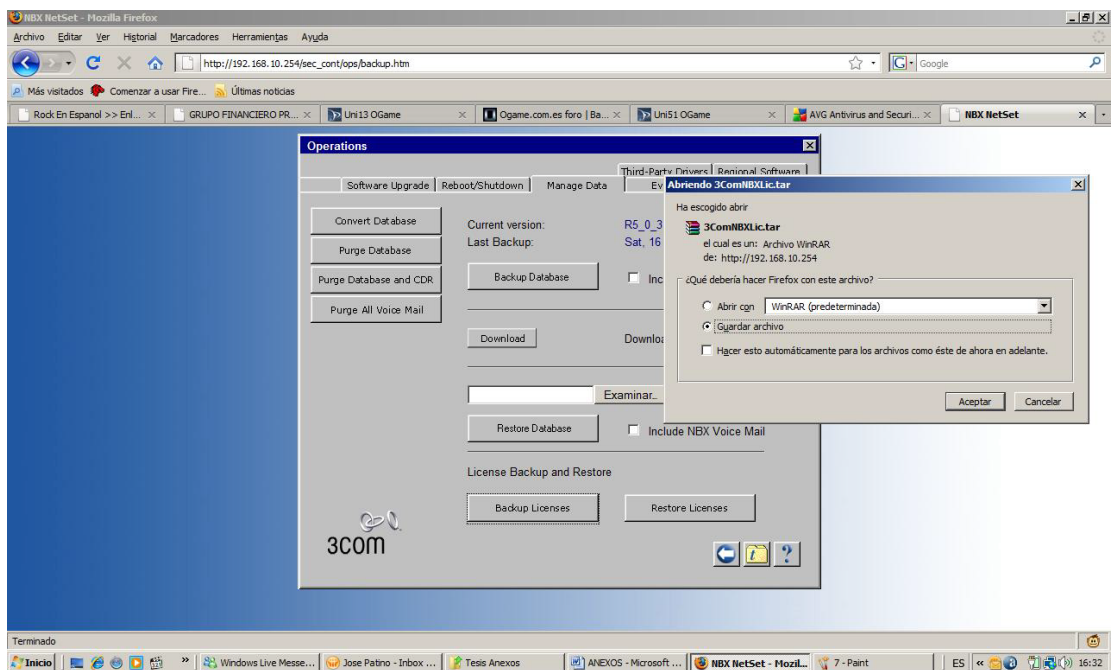 NBX NetSet - Mozilla Firefox
Archivo Editar Ver Historial Marcadores Herramientas Ayuda
http://192.168.10.254/sec_cont/ops/backup.htm
Google
Más visitados Comenzar a usar Fire... Últimas noticias
Rock En Espanol >> Enl... GRUPO FINANCIERO PR... Uni13 OGame Ogame.com.es foro | Ba... Uni51 OGame AVG Antivirus and Securi... NBX NetSet
Operations
Third-Party Drivers Regional Software
Software Upgrade Reboot/Shutdown Manage Data Ev
Convert Database
Purge Database
Purge Database and CDR
Purge All Voice Mail
Current version: R5_0_3
Last Backup: Sat, 16
Backup Database Inc
Download Downloa
Examinar..
Restore Database Include NBX Voice Mail
License Backup and Restore
Backup Licenses Restore Licenses
3COM
Abriendo 3ComNBXLic.tar
Ha escogido abrir
3ComNBXLic.tar
el cual es un: Archivo WinRAR
de: http://192.168.10.254
¿Qué debería hacer Firefox con este archivo?
Abrir con WinRAR (predeterminada)
Guardar archivo
Hacer esto automáticamente para los archivos como éste de ahora en adelante.
Aceptar Cancelar
Terminado
Inicio Windows Live Messe... Jose Patino - Inbox ... Tesis Anexos ANEXOS - Microsoft ... NBX NetSet - Mozil... 7 - Paint ES 16:32